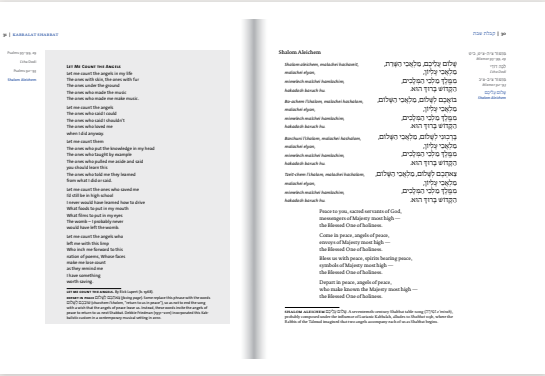 31 | KABBALAT SHABBAT
LET ME COUNT THE ANGELS
Let me count the angels in my life
The ones with skin, the ones with fur
The ones under the ground
The ones who made the music
The ones who made me make music.
Let me count the angels
The ones who said I could
The ones who said I shouldn't
The ones who loved me
when I did anyway.
Let me count them
The ones who put the knowledge in my head
The ones who taught by example
The ones who pulled me aside and said
you should learn this
The ones who told me they learned
from what I did or said.
Let me count the ones who saved me
I'd still be in high school
I never would have learned how to drive
What foods to put in my mouth
What films to put in my eyes
The womb – I probably never
would have left the womb.
Let me count the angels who
left me with this limp
Who inch me forward to this
nation of poems, Whose faces
make me lose count
as they remind me
I have something
worth saving.
קבלת שבת | 30
Shalom Aleichem
Shalom aleichem, malachei hashareit,
malachei elyon,
mimelech malchei ham'lachim,
hakadosh baruch hu.
שָׁלוֹם עֲלֵיכֶם, מַלְאֲכֵי הַשָּׁרֵת,
מַלְאֲכֵי עֶלְיוֹן,
מִמֶּלֶךְ מַלְכֵי הַמְּלָכִים,
הַקָּדוֹשׁ בָּרוּךְ הוּא.
Bo-achem l'shalom, malachei hashalom,
malachei elyon,
mimelech malchei ham'lachim,
hakadosh baruch hu.
בּוֹאֲכֶם לְשָׁלוֹם, מַלְאֲכֵי הַשָּׁלוֹם,
מַלְאֲכֵי עֶלְיוֹן,
מִמֶּלֶךְ מַלְכֵי הַמְּלָכִים,
הַקָּדוֹשׁ בָּרוּךְ הוּא.
Bar'chuni l'shalom, malachei hashalom,
malachei elyon,
mimelech malchei ham'lachim,
hakadosh baruch hu.
בָּרְכוּנִי לְשָׁלוֹם, מַלְאֲכֵי הַשָּׁלוֹם,
מַלְאֲכֵי עֶלְיוֹן,
מִמֶּלֶךְ מַלְכֵי הַמְּלָכִים,
הַקָּדוֹשׁ בָּרוּךְ הוּא.
Tzeit'chem l'shalom, malachei hashalom,
malachei elyon,
mimelech malchei ham'lachim,
hakadosh baruch hu.
צֵאתְכֶם לְשָׁלוֹם, מַלְאֲכֵי הַשָּׁלוֹם,
מַלְאֲכֵי עֶלְיוֹן,
מִמֶּלֶךְ מַלְכֵי הַמְּלָכִים,
הַקָּדוֹשׁ בָּרוּךְ הוּא.
Peace to you, sacred servants of God,
messengers of Majesty most high —
the Blessed One of holiness.
Come in peace, angels of peace,
envoys of Majesty most high —
the Blessed One of holiness.
Bless us with peace, spirits bearing peace,
symbols of Majesty most high —
the Blessed One of holiness.
Depart in peace, angels of peace,
who make known the Majesty most high —
the Blessed One of holiness.